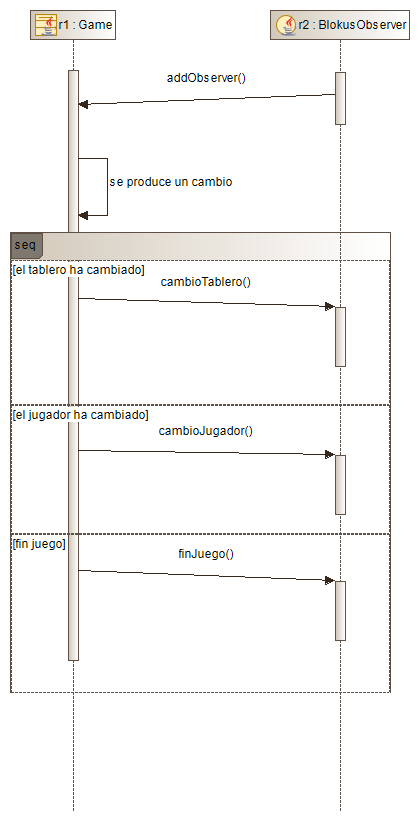 r1 : Game
r2 : BlokusObserver
addObserver()
se produce un cambio
seq
[el tablero ha cambiado]
cambioTablero()
[el jugador ha cambiado]
cambioJugador()
[fin juego]
finJuego()